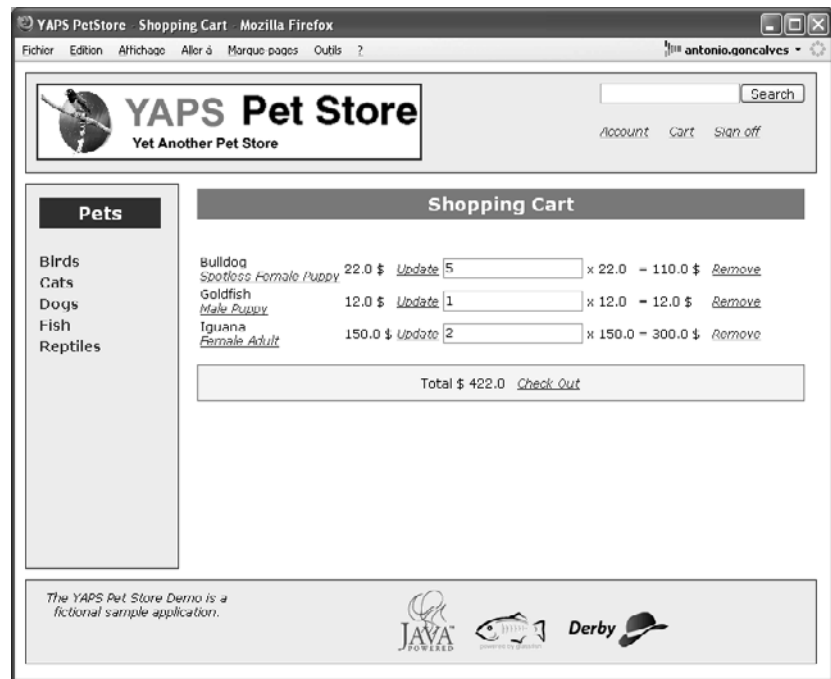 YAPS PetStore - Shopping Cart - Mozilla Firefox
Fichier Edition Affichage Aller à Marque-pages Outils ?
antonio.goncalves
YAPS Pet Store
Yet Another Pet Store
Search
Account Cart Sign off
Pets
Shopping Cart
Birds
Cats
Dogs
Fish
Reptiles
Bulldog
Spotless Female Puppy 22.0 $ Update 5 x 22.0 = 110.0 $ Remove
Goldfish
Male Puppy 12.0 $ Update 1 x 12.0 = 12.0 $ Remove
Iguana
Female Adult 150.0 $ Update 2 x 150.0 = 300.0 $ Remove
Total $ 422.0 Check Out
The YAPS Pet Store Demo is a
fictional sample application.
JAVA
POWERED
powered by glassfish
Derby